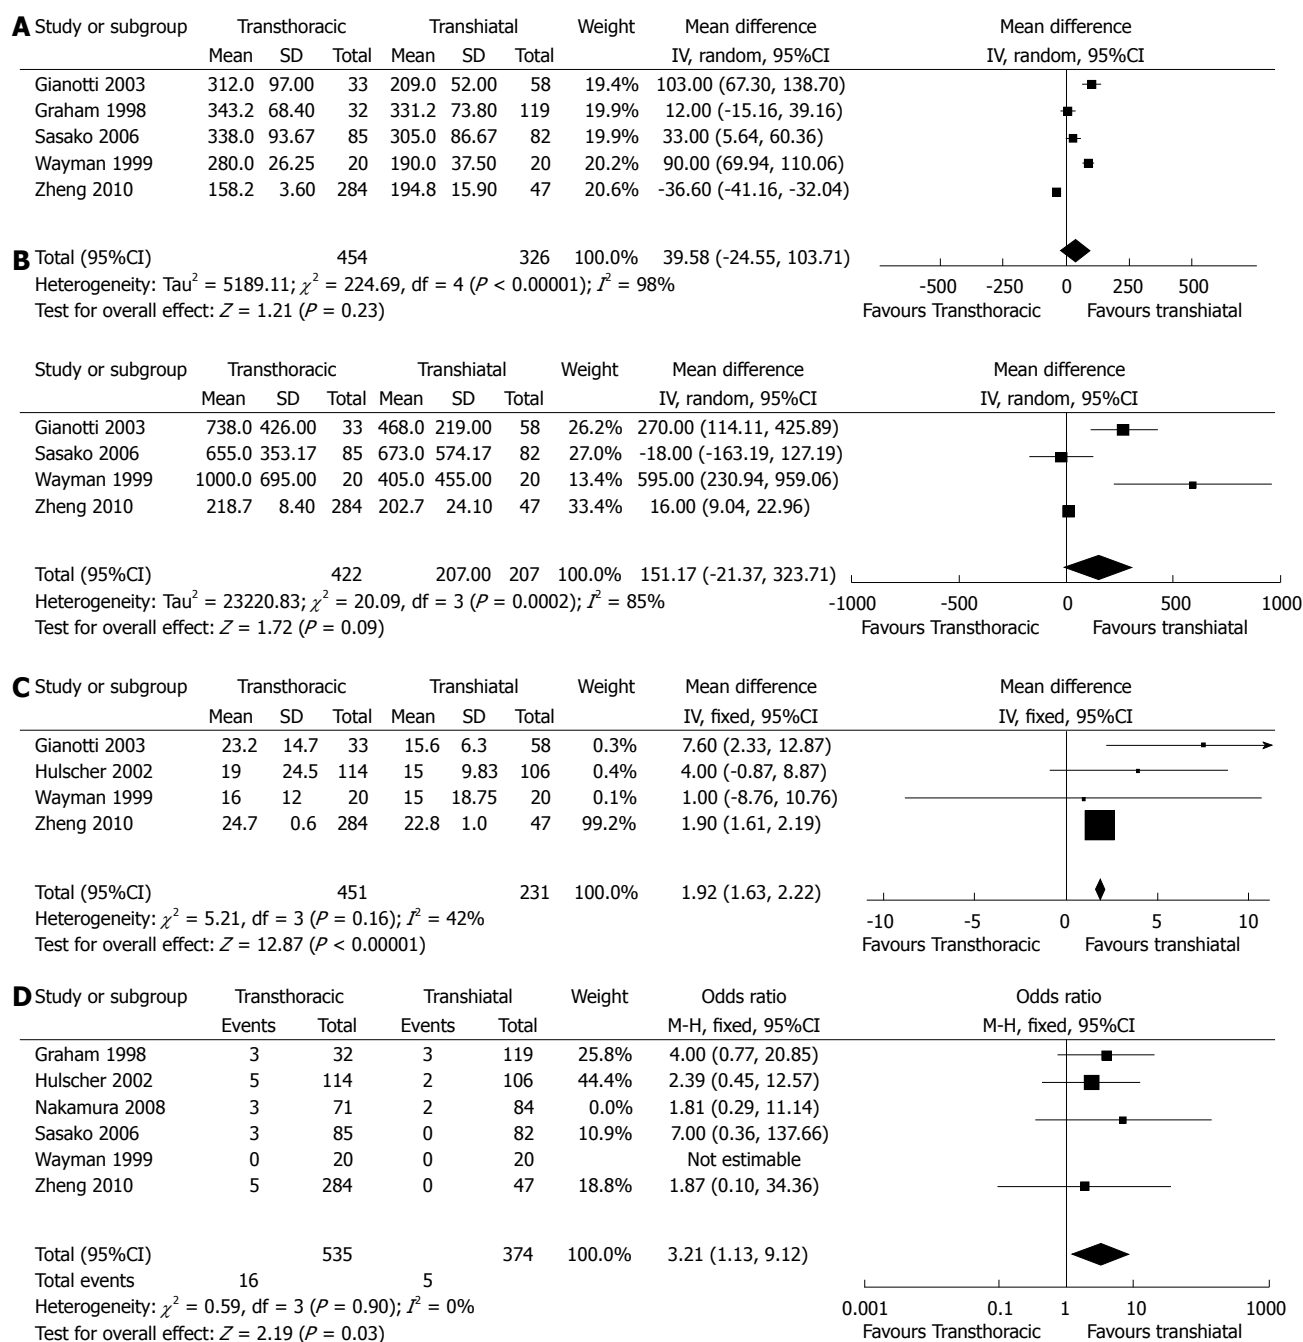 A Study or subgroup Transthoracic Transhiatal Weight Mean difference Mean difference
Mean SD Total Mean SD Total IV, random, 95%CI IV, random, 95%CI
Gianotti 2003 312.0 97.00 33 209.0 52.00 58 19.4% 103.00 (67.30, 138.70)
Graham 1998 343.2 68.40 32 331.2 73.80 119 19.9% 12.00 (-15.16, 39.16)
Sasako 2006 338.0 93.67 85 305.0 86.67 82 19.9% 33.00 (5.64, 60.36)
Wayman 1999 280.0 26.25 20 190.0 37.50 20 20.2% 90.00 (69.94, 110.06)
Zheng 2010 158.2 3.60 284 194.8 15.90 47 20.6% -36.60 (-41.16, -32.04)
B Total (95%CI) 454 326 100.0% 39.58 (-24.55, 103.71)
Heterogeneity: Tau² = 5189.11; χ² = 224.69, df = 4 (P < 0.00001); I² = 98%
-500 -250 0 250 500
Test for overall effect: Z = 1.21 (P = 0.23)
Favours Transthoracic Favours transhiatal
Study or subgroup Transthoracic Transhiatal Weight Mean difference Mean difference
Mean SD Total Mean SD Total IV, random, 95%CI IV, random, 95%CI
Gianotti 2003 738.0 426.00 33 468.0 219.00 58 26.2% 270.00 (114.11, 425.89)
Sasako 2006 655.0 353.17 85 673.0 574.17 82 27.0% -18.00 (-163.19, 127.19)
Wayman 1999 1000.0 695.00 20 405.0 455.00 20 13.4% 595.00 (230.94, 959.06)
Zheng 2010 218.7 8.40 284 202.7 24.10 47 33.4% 16.00 (9.04, 22.96)
Total (95%CI) 422 207.00 207 100.0% 151.17 (-21.37, 323.71)
Heterogeneity: Tau² = 23220.83; χ² = 20.09, df = 3 (P = 0.0002); I² = 85%
-1000 -500 0 500 1000
Test for overall effect: Z = 1.72 (P = 0.09)
Favours Transthoracic Favours transhiatal
C Study or subgroup Transthoracic Transhiatal Weight Mean difference Mean difference
Mean SD Total Mean SD Total IV, fixed, 95%CI IV, fixed, 95%CI
Gianotti 2003 23.2 14.7 33 15.6 6.3 58 0.3% 7.60 (2.33, 12.87)
Hulscher 2002 19 24.5 114 15 9.83 106 0.4% 4.00 (-0.87, 8.87)
Wayman 1999 16 12 20 15 18.75 20 0.1% 1.00 (-8.76, 10.76)
Zheng 2010 24.7 0.6 284 22.8 1.0 47 99.2% 1.90 (1.61, 2.19)
Total (95%CI) 451 231 100.0% 1.92 (1.63, 2.22)
Heterogeneity: χ² = 5.21, df = 3 (P = 0.16); I² = 42%
-10 -5 0 5 10
Test for overall effect: Z = 12.87 (P < 0.00001)
Favours Transthoracic Favours transhiatal
D Study or subgroup Transthoracic Transhiatal Weight Odds ratio Odds ratio
Events Total Events Total M-H, fixed, 95%CI M-H, fixed, 95%CI
Graham 1998 3 32 3 119 25.8% 4.00 (0.77, 20.85)
Hulscher 2002 5 114 2 106 44.4% 2.39 (0.45, 12.57)
Nakamura 2008 3 71 2 84 0.0% 1.81 (0.29, 11.14)
Sasako 2006 3 85 0 82 10.9% 7.00 (0.36, 137.66)
Wayman 1999 0 20 0 20 Not estimable
Zheng 2010 5 284 0 47 18.8% 1.87 (0.10, 34.36)
Total (95%CI) 535 374 100.0% 3.21 (1.13, 9.12)
Total events 16 5
Heterogeneity: χ² = 0.59, df = 3 (P = 0.90); I² = 0%
0.001 0.1 1 10 1000
Test for overall effect: Z = 2.19 (P = 0.03)
Favours Transthoracic Favours transhiatal